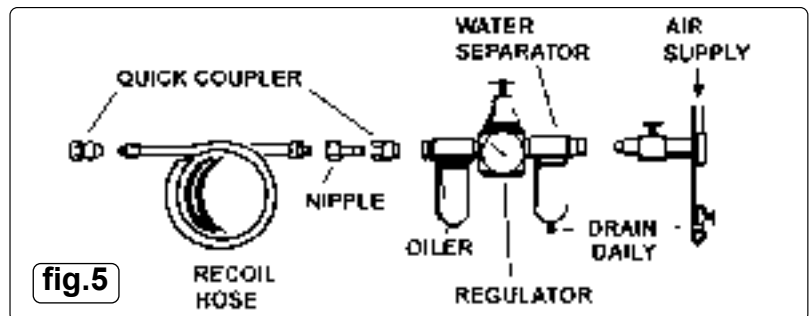 WATER
SEPARATOR
AIR
SUPPLY
QUICK COUPLER
NIPPLE
OILER
DRAIN
DAILY
RECOIL
HOSE
REGULATOR
fig.5